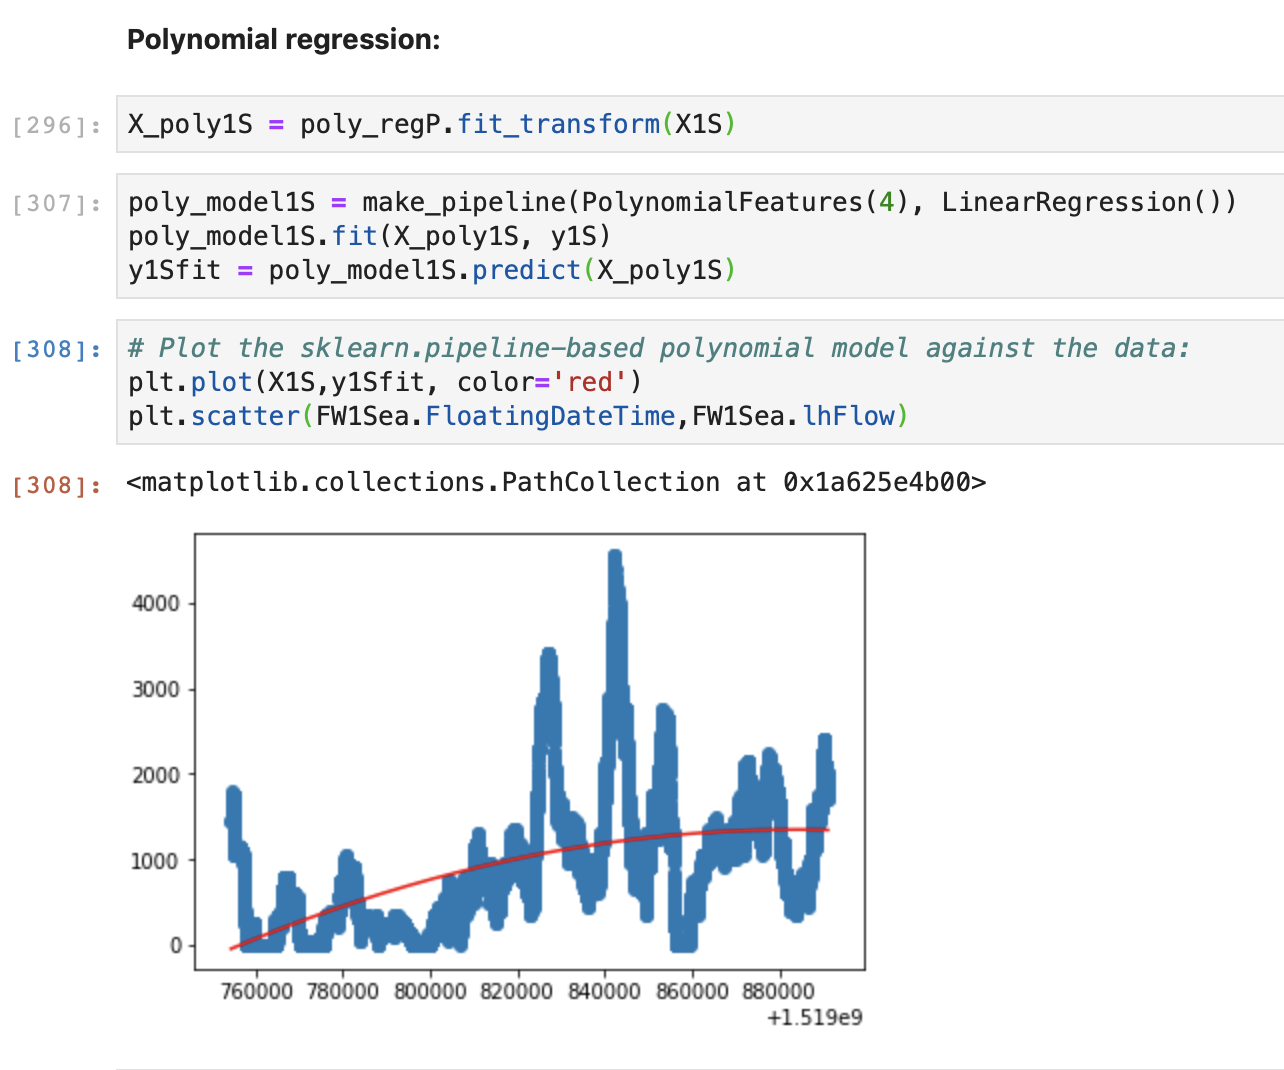 Polynomial regression:
[296]: X_poly1S = poly_regP.fit_transform(X1S)
[307]: poly_model1S = make_pipeline(PolynomialFeatures(4), LinearRegression())
poly_model1S.fit(X_poly1S, y1S)
y1Sfit = poly_model1S.predict(X_poly1S)
[308]: # Plot the sklearn.pipeline-based polynomial model against the data:
plt.plot(X1S,y1Sfit, color='red')
plt.scatter(FW1Sea.FloatingDateTime,FW1Sea.lhFlow)
[308]: <matplotlib.collections.PathCollection at 0x1a625e4b00>
4000
3000
2000
1000
0
760000 780000 800000 820000 840000 860000 880000
+1.519e9